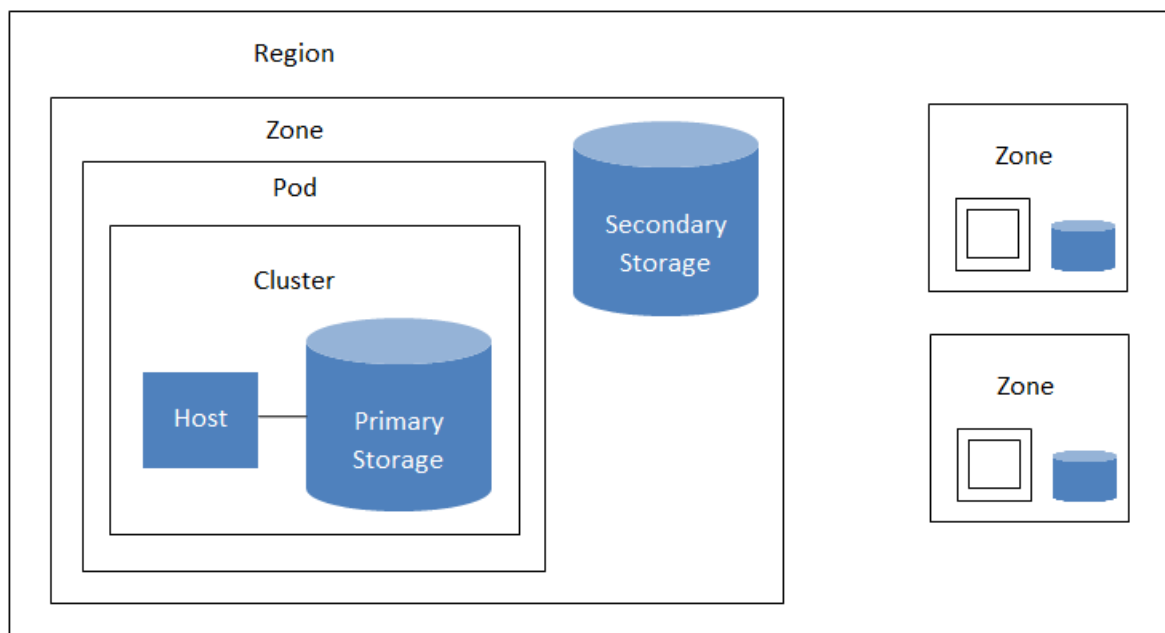 Region
Zone
Pod
Cluster
Host
Primary
Storage
Secondary
Storage
Zone
Zone